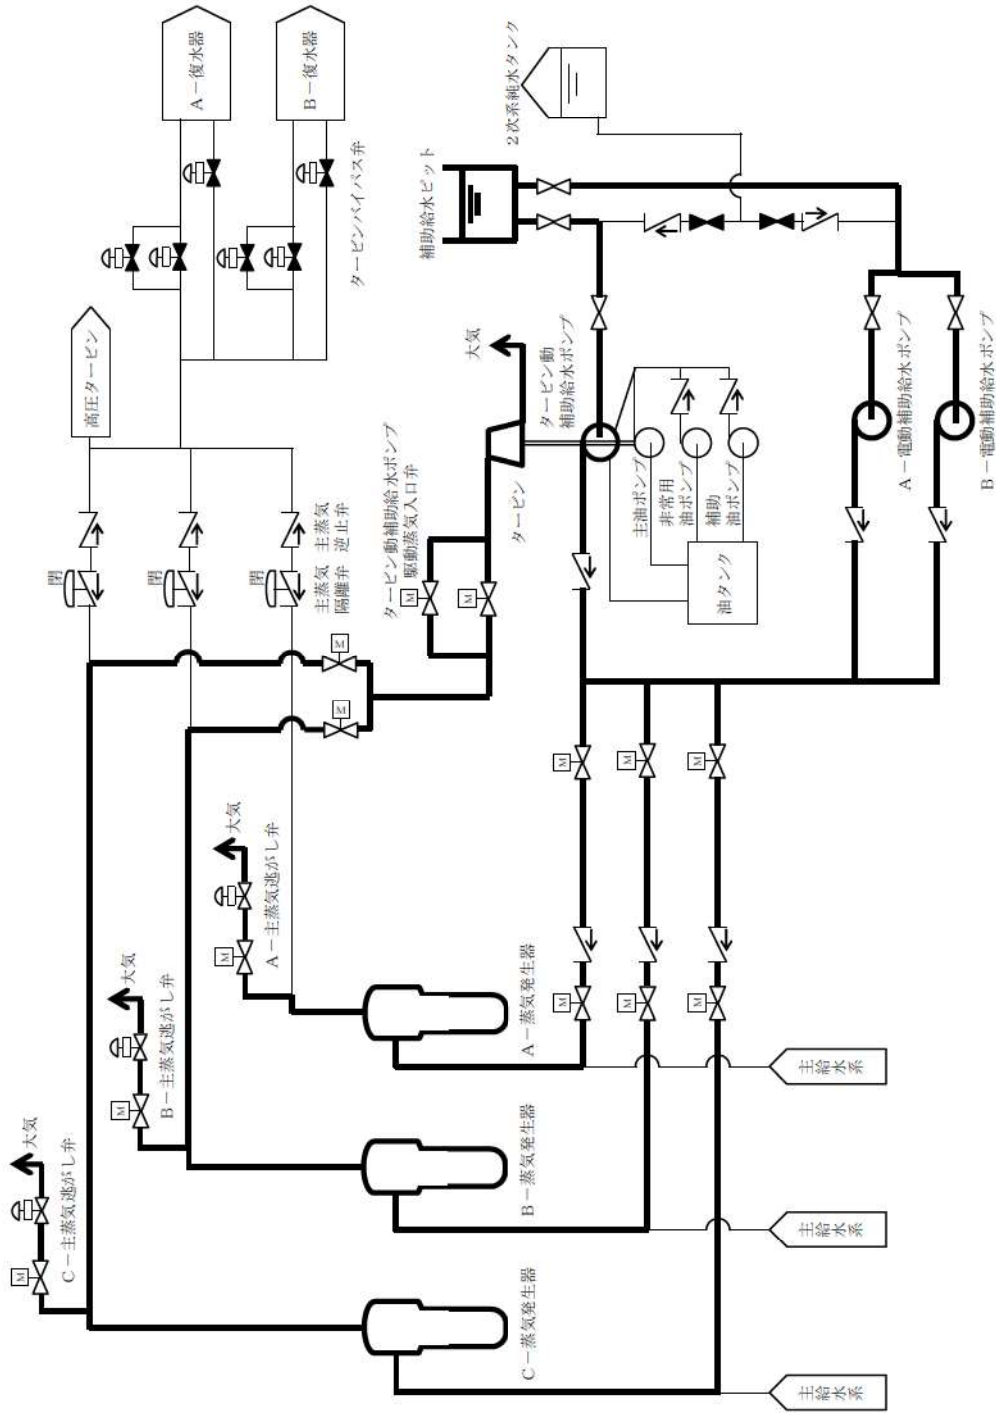 A－復水器
B－復水器
タービンバイパス弁
高圧タービン
2次系純水タンク
補助給水ピット
閉
閉
閉
主蒸気
隔離弁
主蒸気
逆止弁
タービン動補助給水ポンプ
駆動蒸気入口弁
M
M
M
M
タービン
大気
タービン動
補助給水ポンプ
主油ポンプ
非常用
油ポンプ
補助
油ポンプ
油タンク
A－電動補助給水ポンプ
B－電動補助給水ポンプ
大気
M
A－主蒸気逃がし弁
大気
M
B－主蒸気逃がし弁
大気
M
C－主蒸気逃がし弁
M
M
M
M
M
M
A－蒸気発生器
B－蒸気発生器
C－蒸気発生器
主給水系
主給水系
主給水系